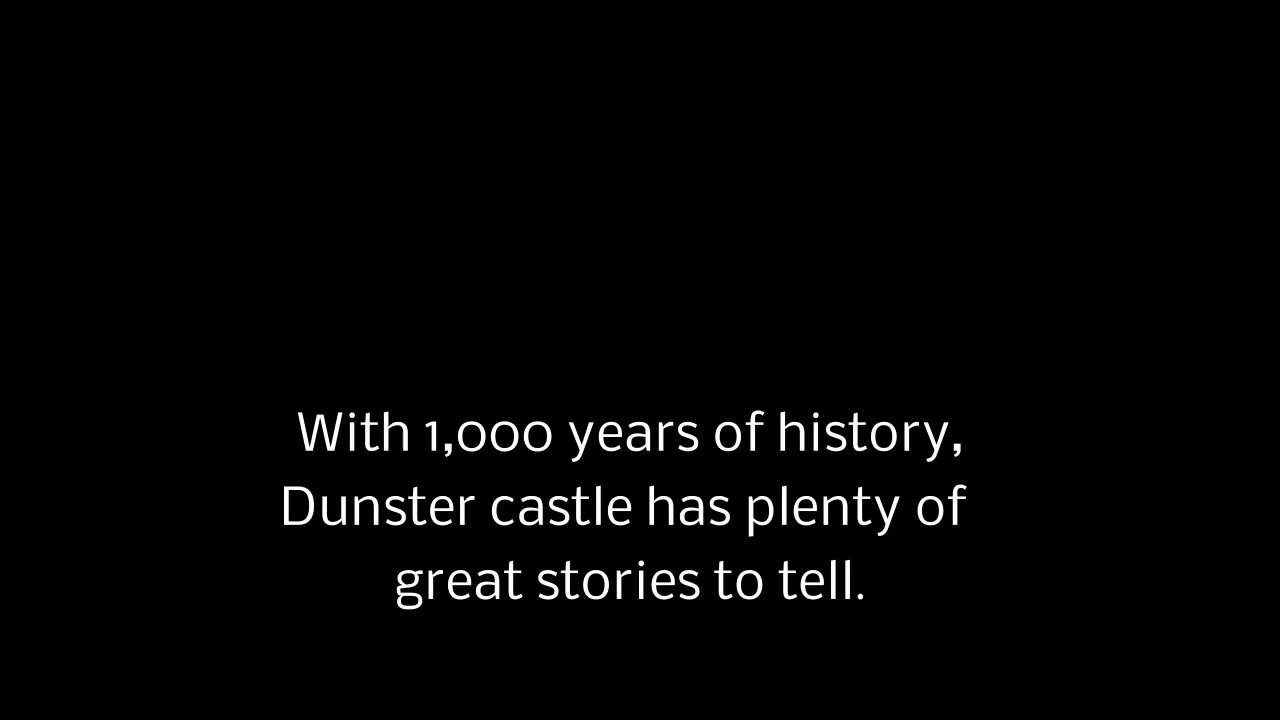 With 1,000 years of history,
Dunster castle has plenty of
great stories to tell.